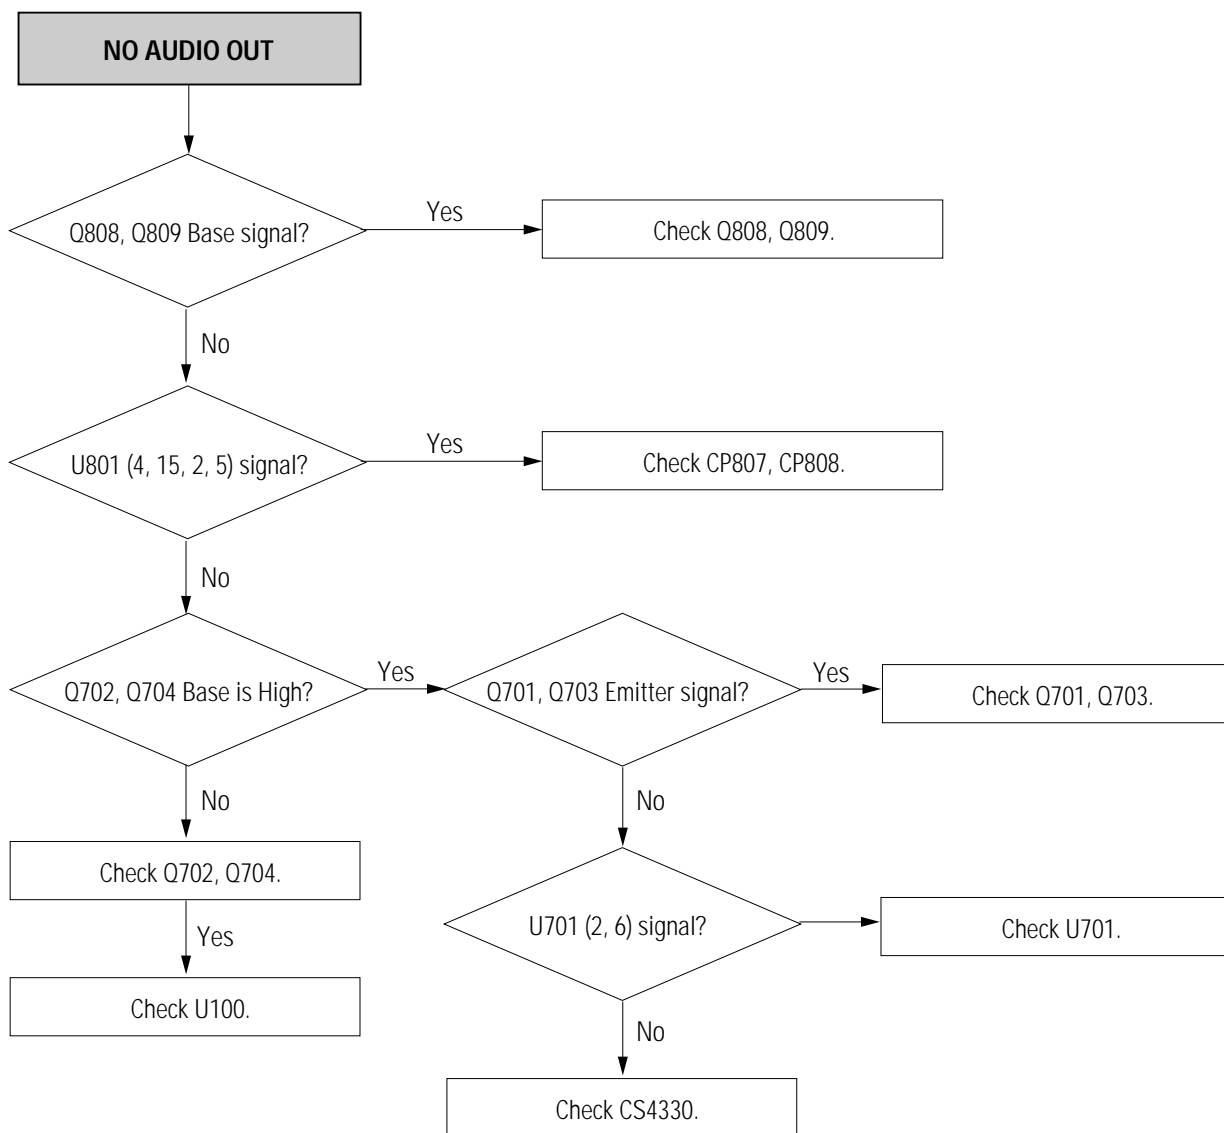 NO AUDIO OUT
Q808, Q809 Base signal?
Yes
Check Q808, Q809.
No
U801 (4, 15, 2, 5) signal?
Yes
Check CP807, CP808.
No
Q702, Q704 Base is High?
Yes
Q701, Q703 Emitter signal?
Yes
Check Q701, Q703.
No
No
Check Q702, Q704.
U701 (2, 6) signal?
Check U701.
Yes
Check U100.
No
Check CS4330.